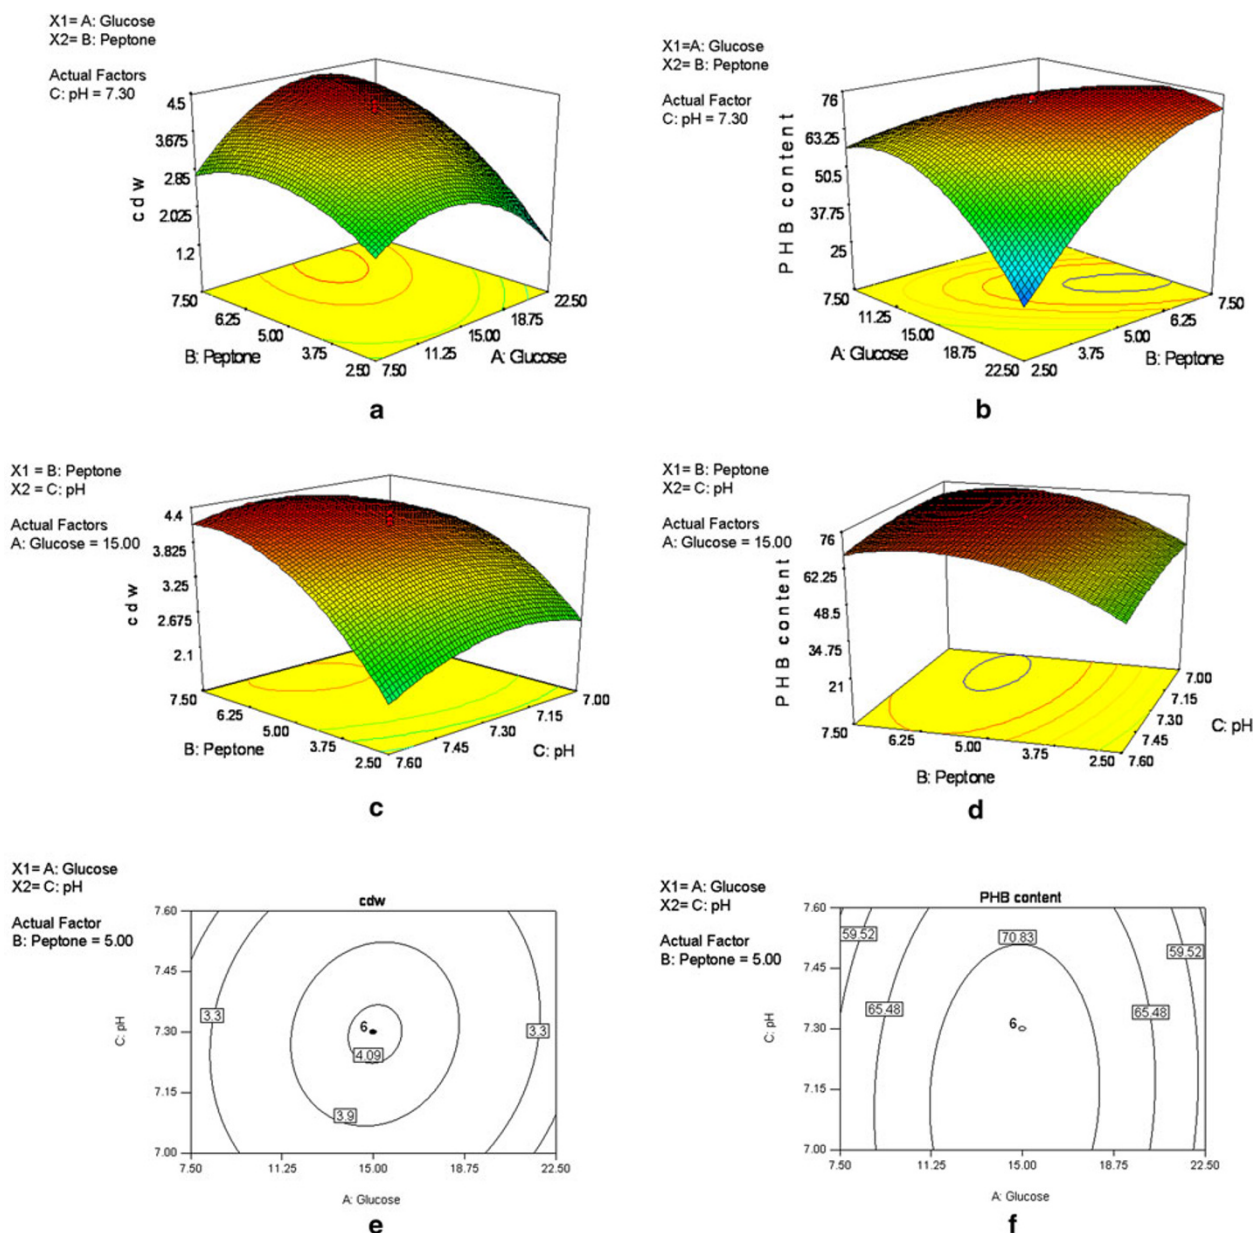 X1= A: Glucose
X2= B: Peptone
Actual Factors
C: pH = 7.30
4.5
3.675
2.85
2.025
1.2
cdw
7.50
6.25
5.00
3.75
2.50
B: Peptone
7.50
11.25
15.00
18.75
22.50
A: Glucose
a
X1=A: Glucose
X2= B: Peptone
Actual Factor
C: pH = 7.30
76
63.25
50.5
37.75
25
PHB content
7.50
11.25
15.00
18.75
22.50
A: Glucose
2.50
3.75
5.00
6.25
7.50
B: Peptone
b
X1 = B: Peptone
X2 = C: pH
Actual Factors
A: Glucose = 15.00
4.4
3.825
3.25
2.675
2.1
cdw
7.50
6.25
5.00
3.75
2.50
B: Peptone
7.60
7.45
7.30
7.15
7.00
C: pH
c
X1= B: Peptone
X2= C: pH
Actual Factors
A: Glucose = 15.00
76
62.25
48.5
34.75
21
PHB content
7.50
6.25
5.00
3.75
2.50
B: Peptone
7.60
7.45
7.30
7.15
7.00
C: pH
d
X1= A: Glucose
X2= C: pH
Actual Factor
B: Peptone = 5.00
cdw
7.60
7.45
7.30
7.15
7.00
C: pH
3.3
6
4.09
3.9
3.3
7.50
11.25
15.00
18.75
22.50
A: Glucose
e
X1= A: Glucose
X2= C: pH
Actual Factor
B: Peptone = 5.00
PHB content
7.60
7.45
7.30
7.15
7.00
C: pH
59.52
70.83
59.52
65.48
6
65.48
7.50
11.25
15.00
18.75
22.50
A: Glucose
f